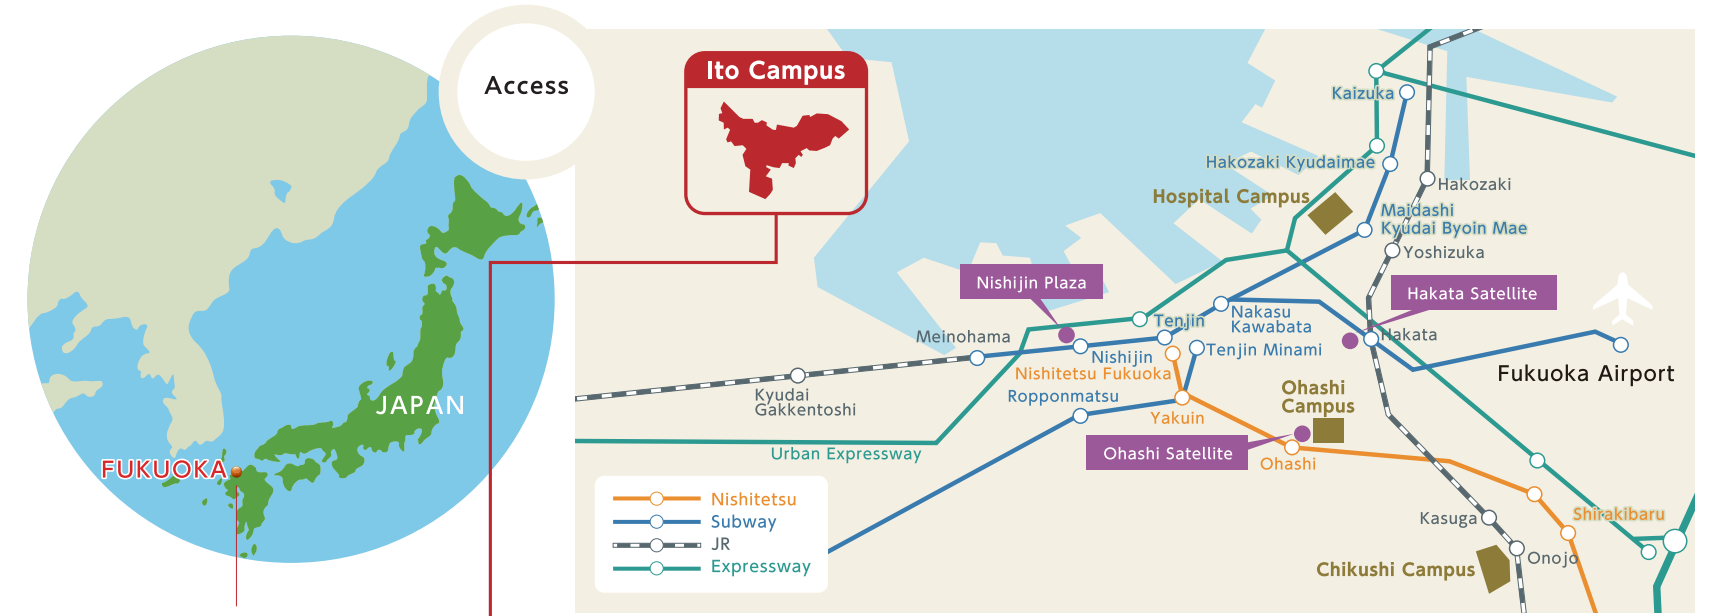 Access
Ito Campus
JAPAN
FUKUOKA
Kaizuka
Hakozaki Kyudaimae
Hakozaki
Hospital Campus
Maidashi
Kyudai Byoin Mae
Yoshizuka
Nishijin Plaza
Hakata Satellite
Nakasu
Kawabata
Tenjin
Hakata
Meinohama
Nishijin
Tenjin Minami
Nishitetsu Fukuoka
Fukuoka Airport
Kyudai
Gakkentoshi
Ropponmatsu
Ohashi
Campus
Yakuin
Urban Expressway
Ohashi Satellite
Ohashi
Nishitetsu
Subway
JR
Expressway
Kasuga
Shirakibaru
Onojo
Chikushi Campus